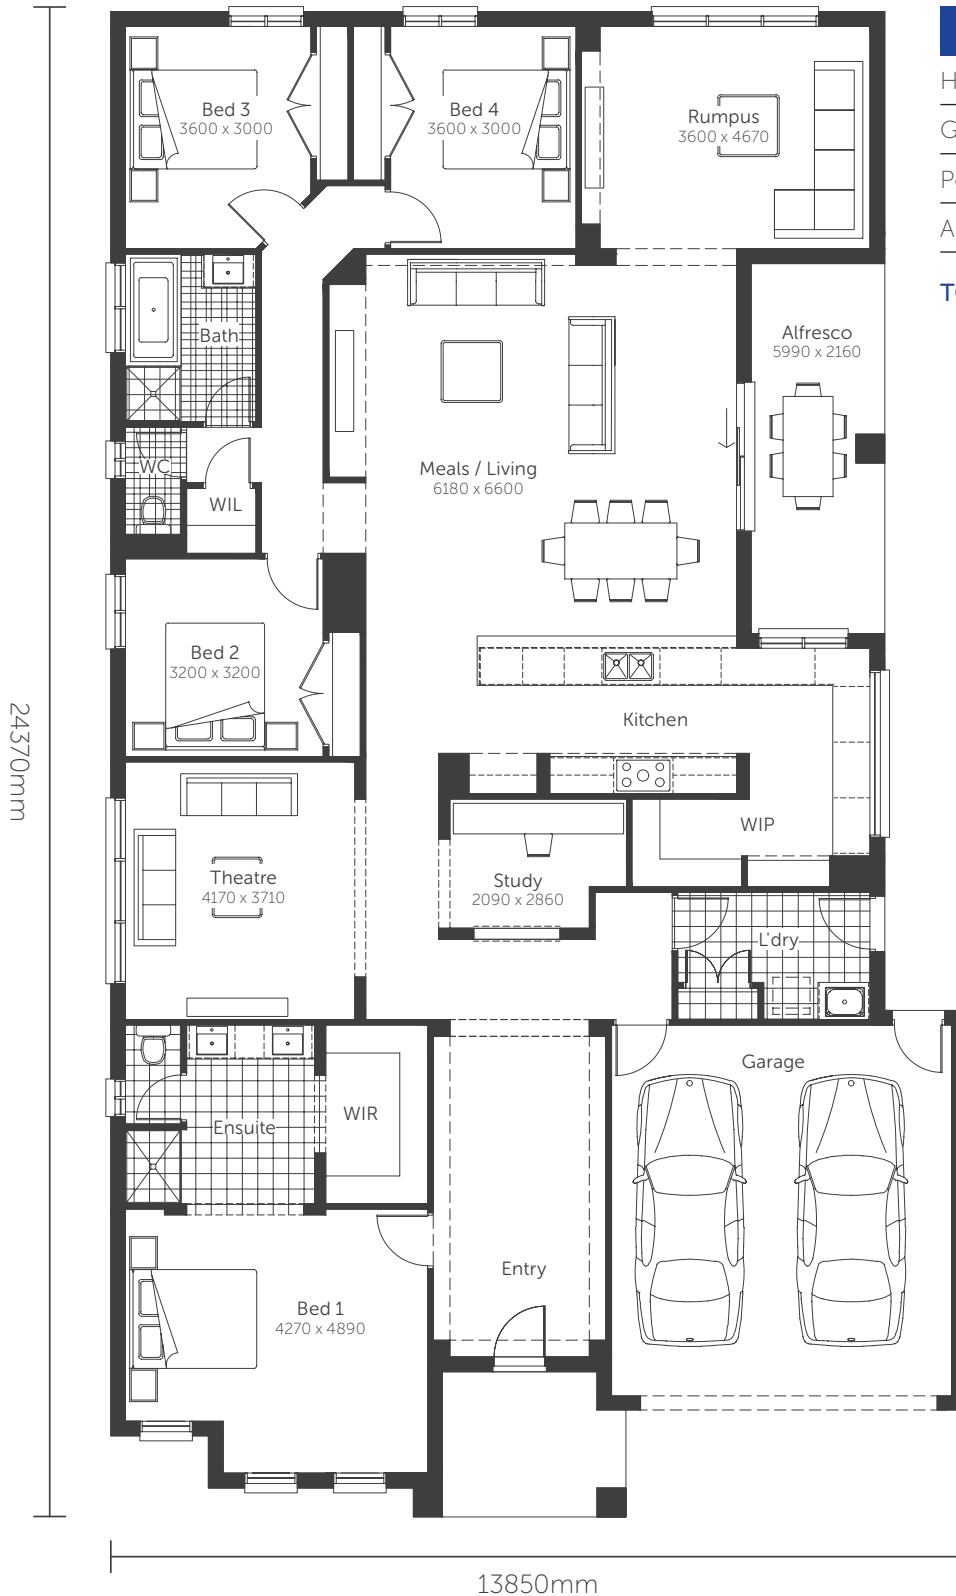 Bed 3
3600 x 3000
Bed 4
3600 x 3000
Rumpus
3600 x 4670
Bath
Alfresco
5990 x 2160
WC
WIL
Meals / Living
6180 x 6600
Bed 2
3200 x 3200
Kitchen
24370mm
WIP
Theatre
4170 x 3710
Study
2090 x 2860
L'dry
Garage
WIR
Ensuite
Entry
Bed 1
4270 x 4890
13850mm